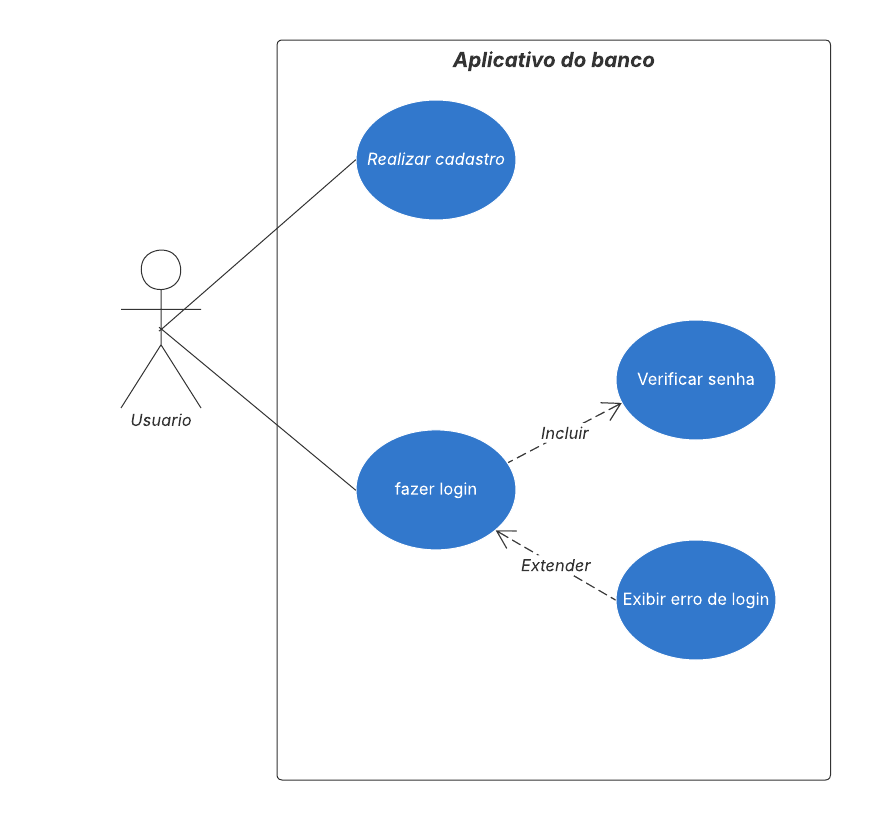 Aplicativo do banco
Realizar cadastro
Usuario
Verificar senha
Incluir
fazer login
Extender
Exibir erro de login